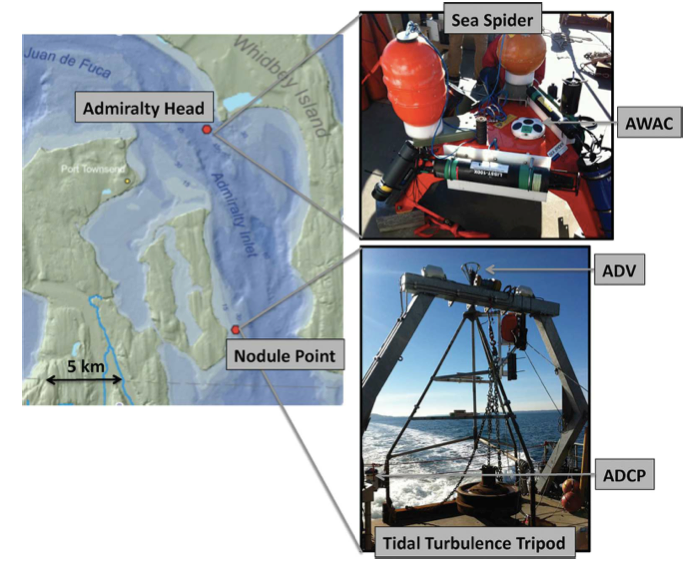 Sea Spider
Juan de Fuca
Whidbey Island
Admiralty Head
AWAC
Port Townsend
Admiralty Inlet
ADV
Nodule Point
5 km
ADCP
Tidal Turbulence Tripod